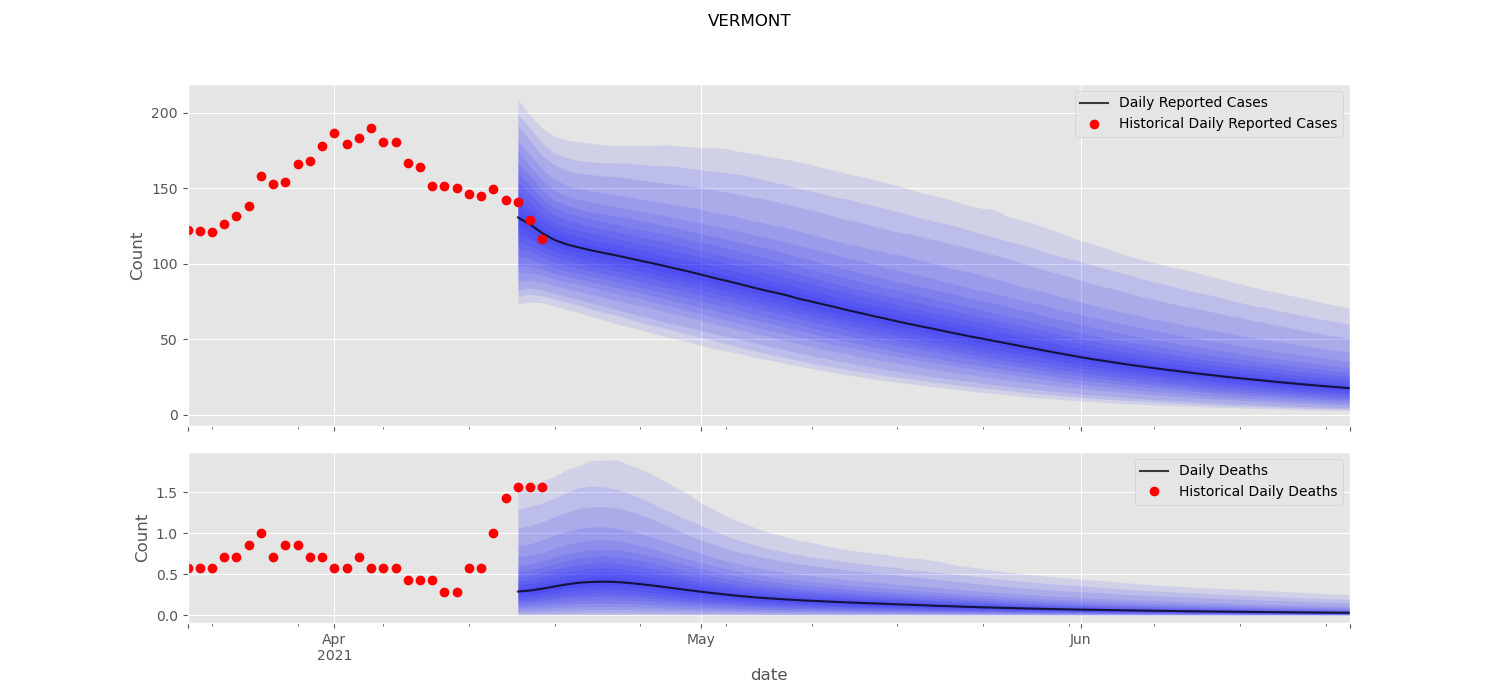 VERMONT
200
150
100
50
0
Count
Daily Reported Cases
Historical Daily Reported Cases
1.5
1.0
0.5
0.0
Count
Daily Deaths
Historical Daily Deaths
Apr
2021
May
Jun
date